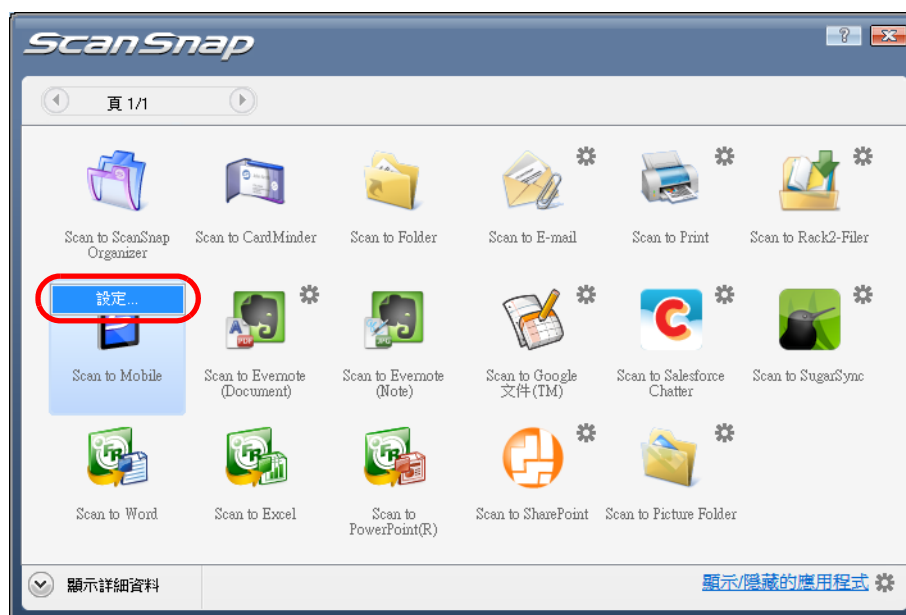 ScanSnap
?
頁 1/1
Scan to ScanSnap
Organizer
Scan to CardMinder
Scan to Folder
Scan to E-mail
Scan to Print
Scan to Rack2-Filer
設定...
Scan to Mobile
Scan to Evernote
(Document)
Scan to Evernote
(Note)
Scan to Google
文件(TM)
Scan to Salesforce
Chatter
Scan to SugarSync
Scan to Word
Scan to Excel
Scan to
PowerPoint(R)
Scan to SharePoint
Scan to Picture Folder
顯示詳細資料
顯示/隱藏的應用程式